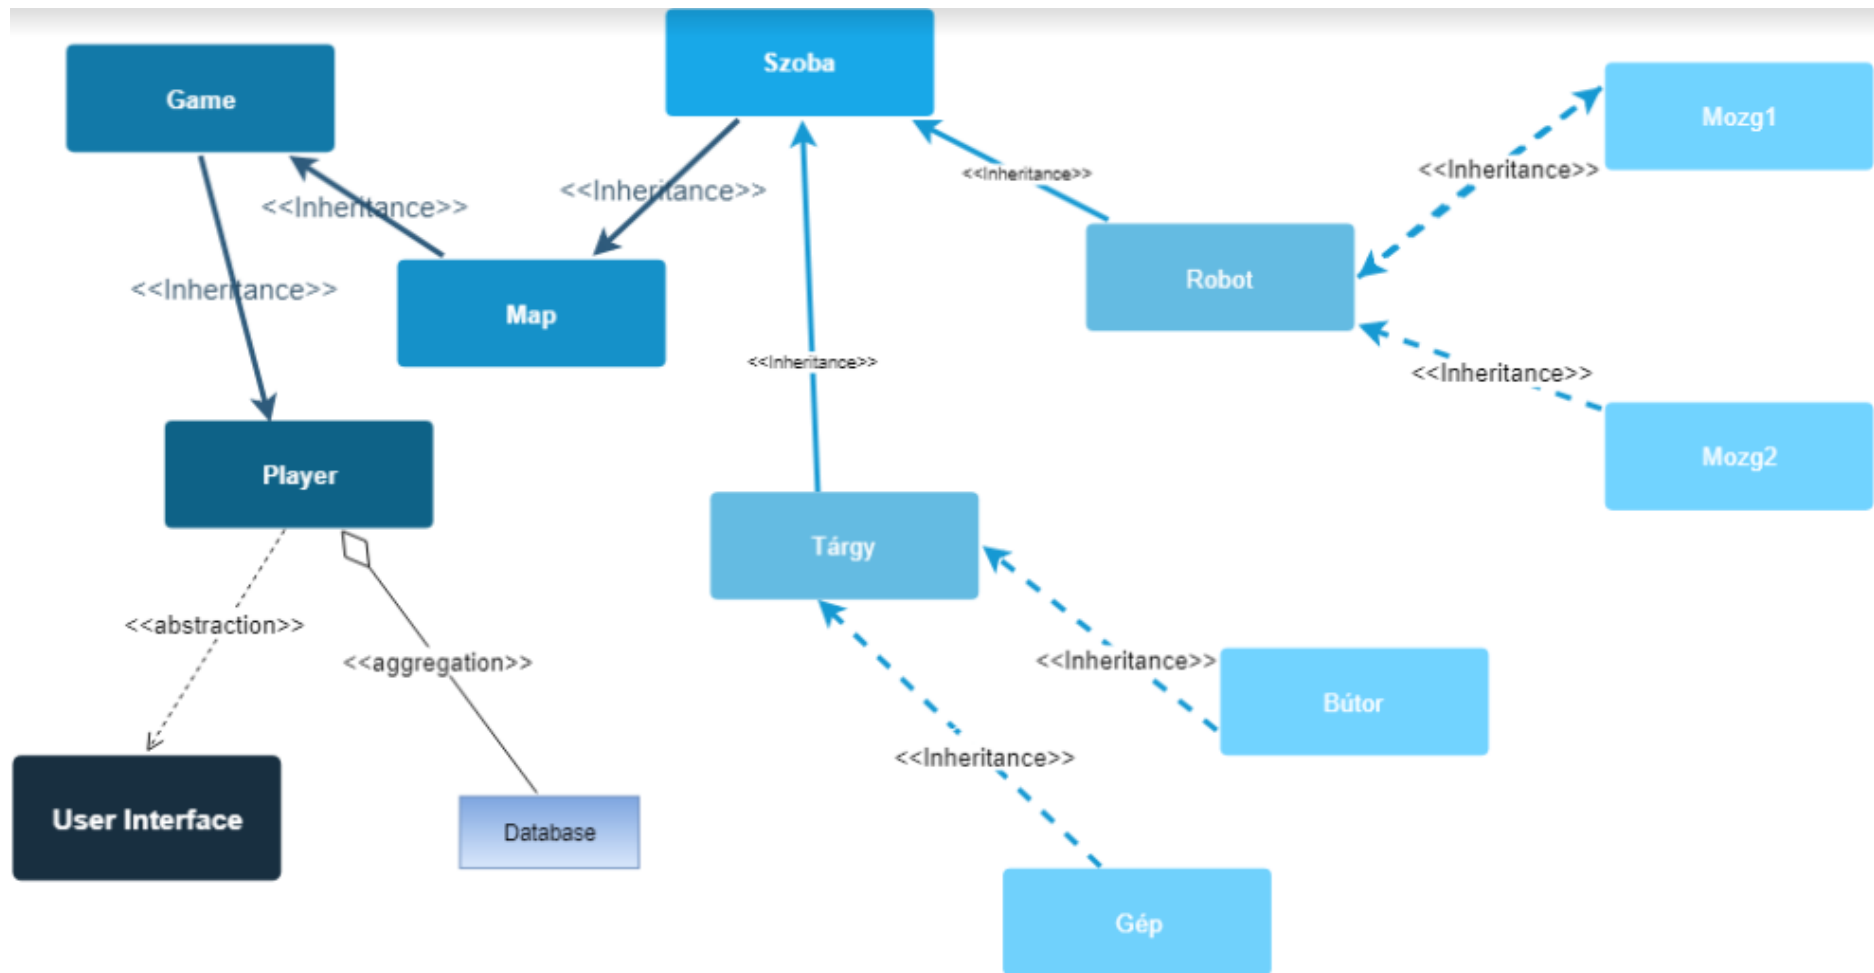 Szoba
Game
Mozg1
<<Inheritance>>
<<Inheritance>>
<<Inheritance>>
<<Inheritance>>
Robot
<<Inheritance>>
Map
<<Inheritance>>
<<Inheritance>>
Mozg2
Player
Tárgy
<<abstraction>>
<<aggregation>>
<<Inheritance>>
Bútor
<<Inheritance>>
User Interface
Database
Gép